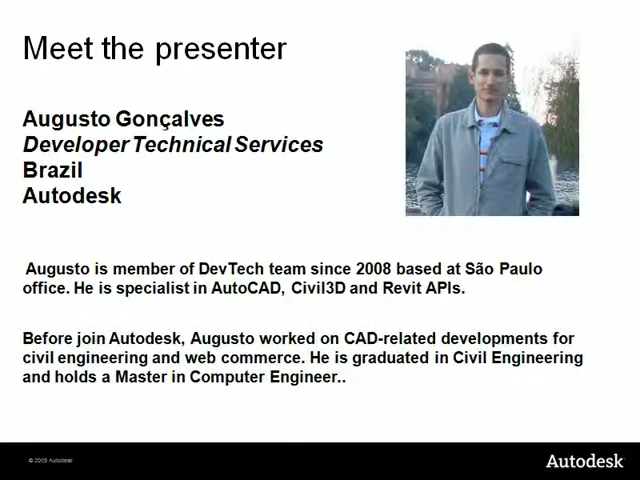 Meet the presenter
Augusto Gonçalves
Developer Technical Services
Brazil
Autodesk
Augusto is member of DevTech team since 2008 based at São Paulo
office. He is specialist in AutoCAD, Civil3D and Revit APIs.
Before join Autodesk, Augusto worked on CAD-related developments for
civil engineering and web commerce. He is graduated in Civil Engineering
and holds a Master in Computer Engineer..
© 2009 Autodesk
Autodesk